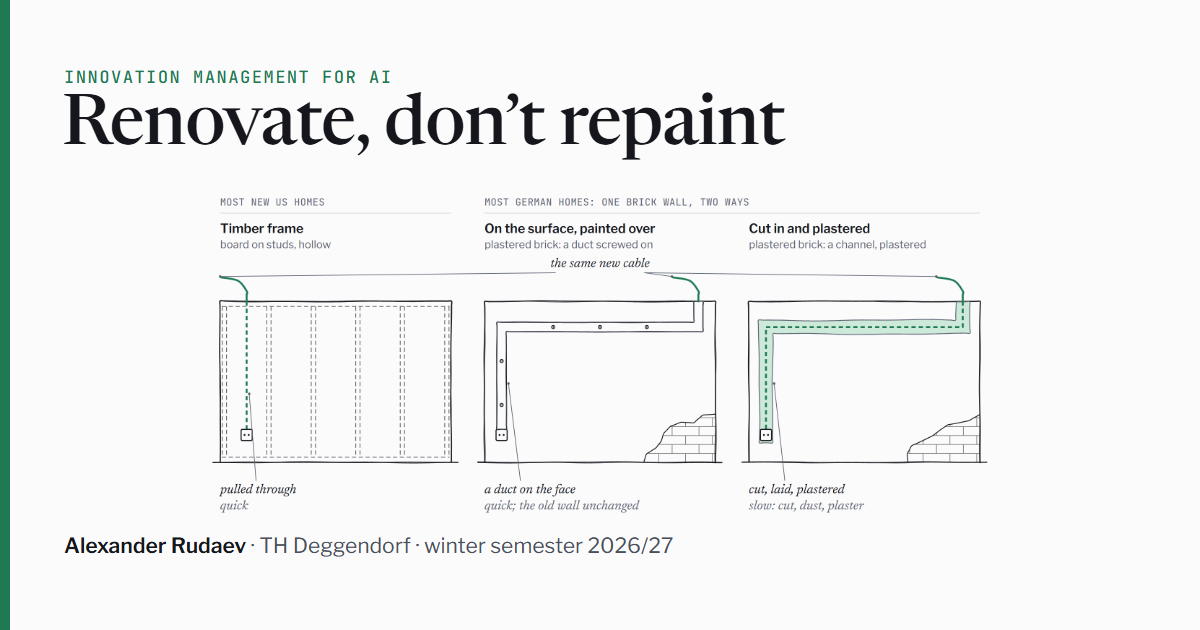 INNOVATION MANAGEMENT FOR AI
Renovate, don’t repaint
MOST NEW US HOMES
MOST GERMAN HOMES: ONE BRICK WALL, TWO WAYS
Timber frame
board on studs, hollow
On the surface, painted over
plastered brick: a duct screwed on
Cut in and plastered
plastered brick: a channel, plastered
the same new cable
pulled through
quick
a duct on the face
quick; the old wall unchanged
cut, laid, plastered
slow: cut, dust, plaster
Alexander Rudaev · TH Deggendorf · winter semester 2026/27